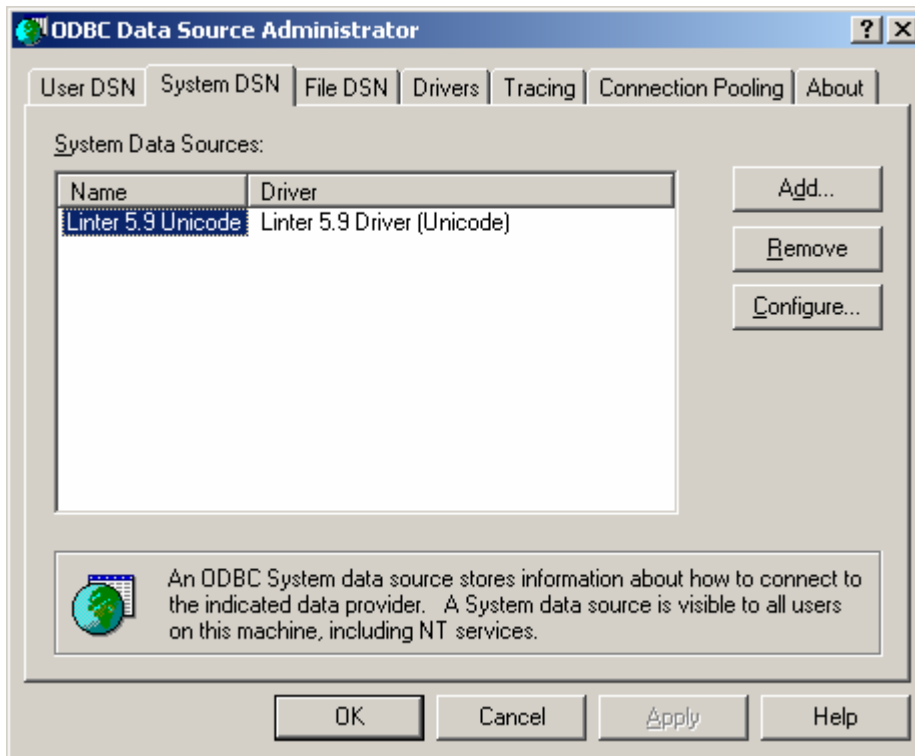 ODBC Data Source Administrator
User DSN System DSN File DSN Drivers Tracing Connection Pooling About
System Data Sources:
Name Driver
Linter 5.9 Unicode Linter 5.9 Driver (Unicode)
Add...
Remove
Configure...
An ODBC System data source stores information about how to connect to
the indicated data provider. A System data source is visible to all users
on this machine, including NT services.
OK Cancel Apply Help